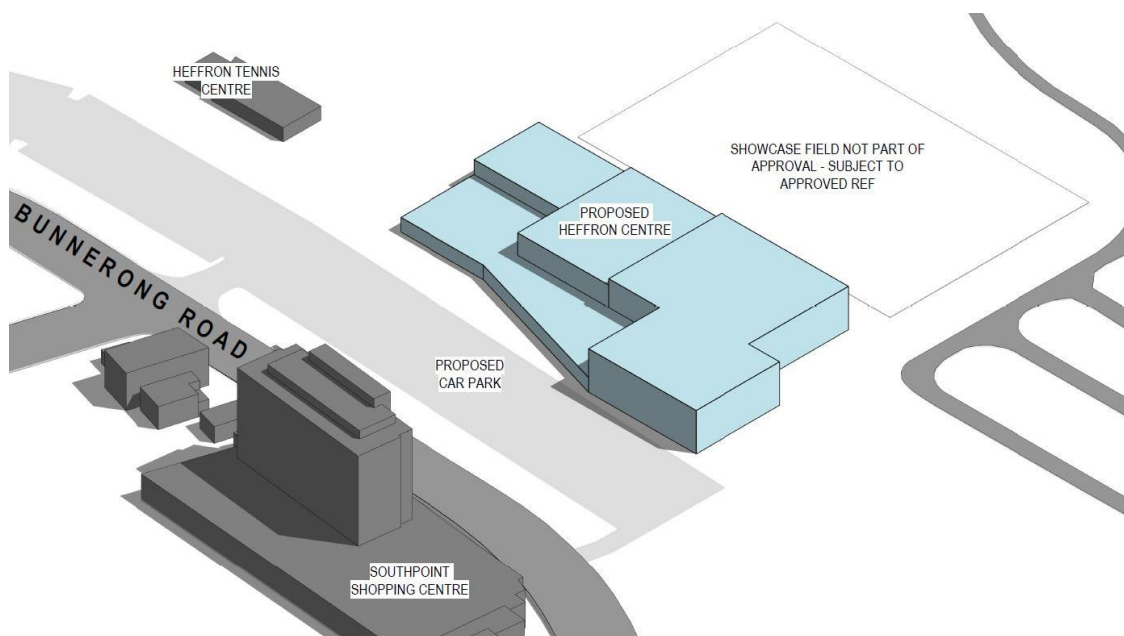 HEFFRON TENNIS
CENTRE
SHOWCASE FIELD NOT PART OF
APPROVAL - SUBJECT TO
APPROVED REF
PROPOSED
HEFFRON CENTRE
BUNNERONG ROAD
PROPOSED
CAR PARK
SOUTHPOINT
SHOPPING CENTRE